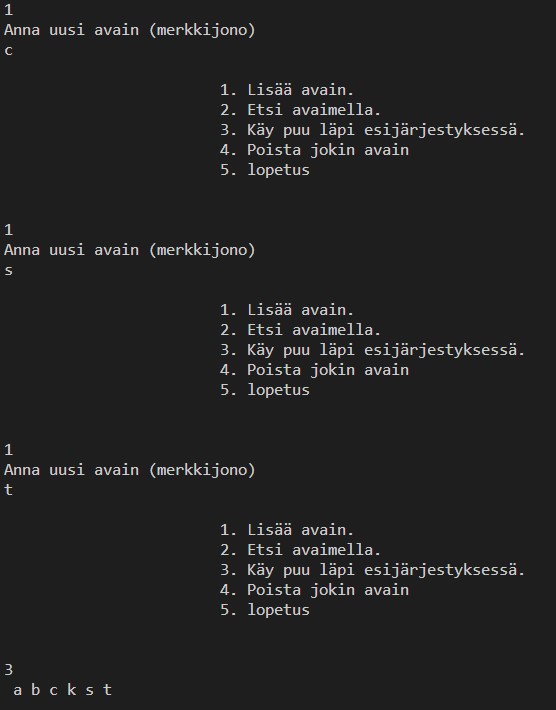 1
Anna uusi avain (merkkijono)
c
1. Lisää avain.
2. Etsi avaimella.
3. Käy puu läpi esijärjestyksessä.
4. Poista jokin avain
5. lopetus
1
Anna uusi avain (merkkijono)
s
1. Lisää avain.
2. Etsi avaimella.
3. Käy puu läpi esijärjestyksessä.
4. Poista jokin avain
5. lopetus
1
Anna uusi avain (merkkijono)
t
1. Lisää avain.
2. Etsi avaimella.
3. Käy puu läpi esijärjestyksessä.
4. Poista jokin avain
5. lopetus
3
a b c k s t